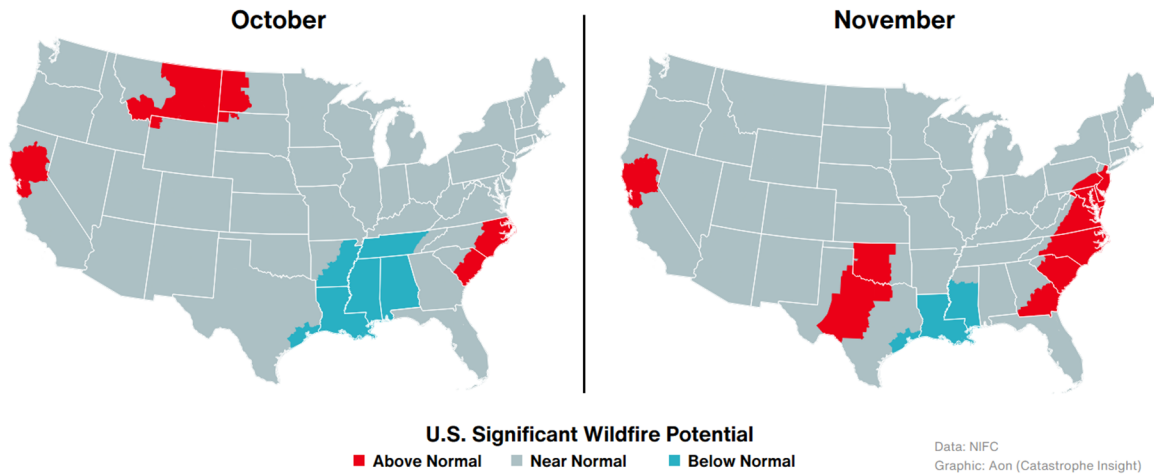 October
November
U.S. Significant Wildfire Potential
Above Normal
Near Normal
Below Normal
Data: NIFC
Graphic: Aon (Catastrophe Insight)